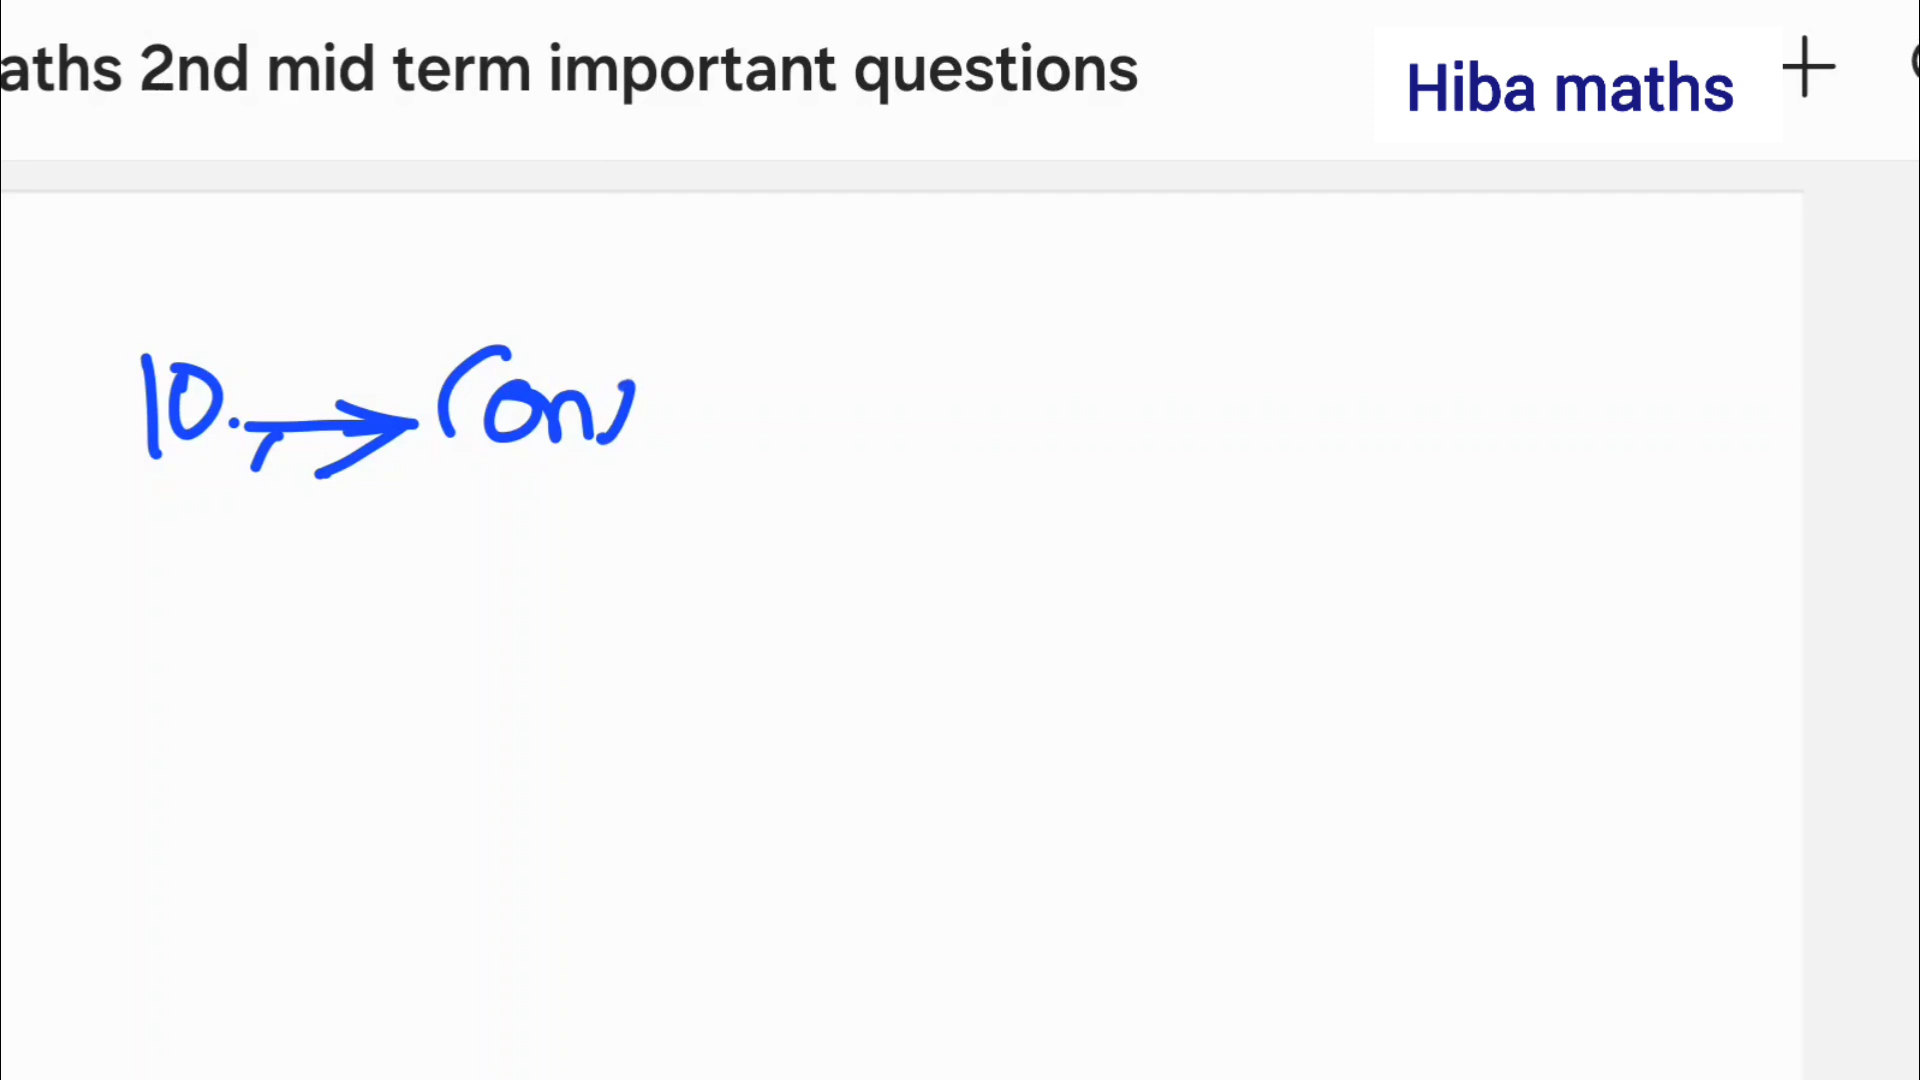 aths 2nd mid term important questions
Hiba maths
10. → Con